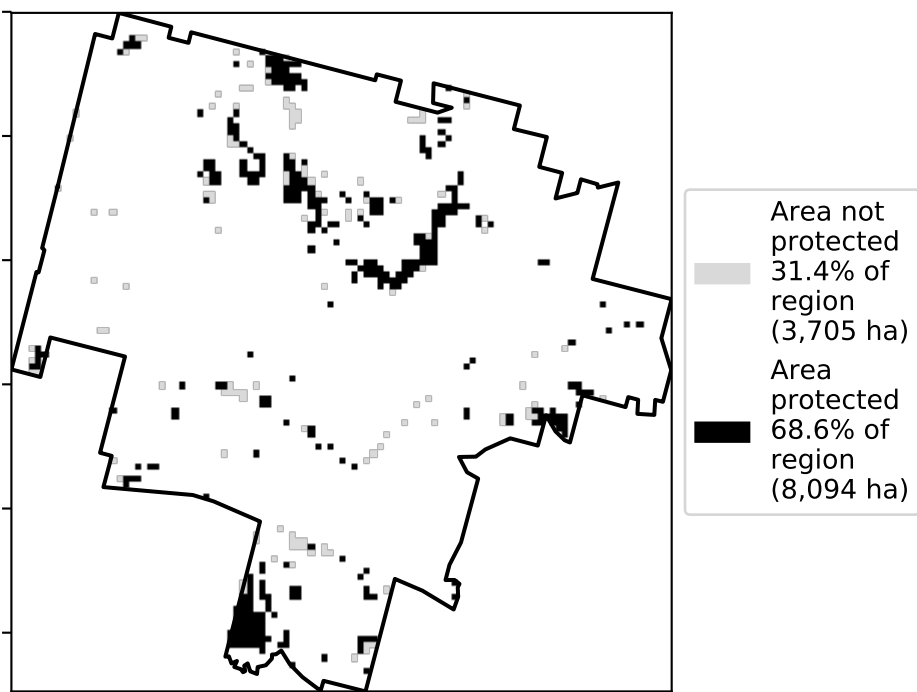 Area not
protected
31.4% of
region
(3,705 ha)
Area
protected
68.6% of
region
(8,094 ha)